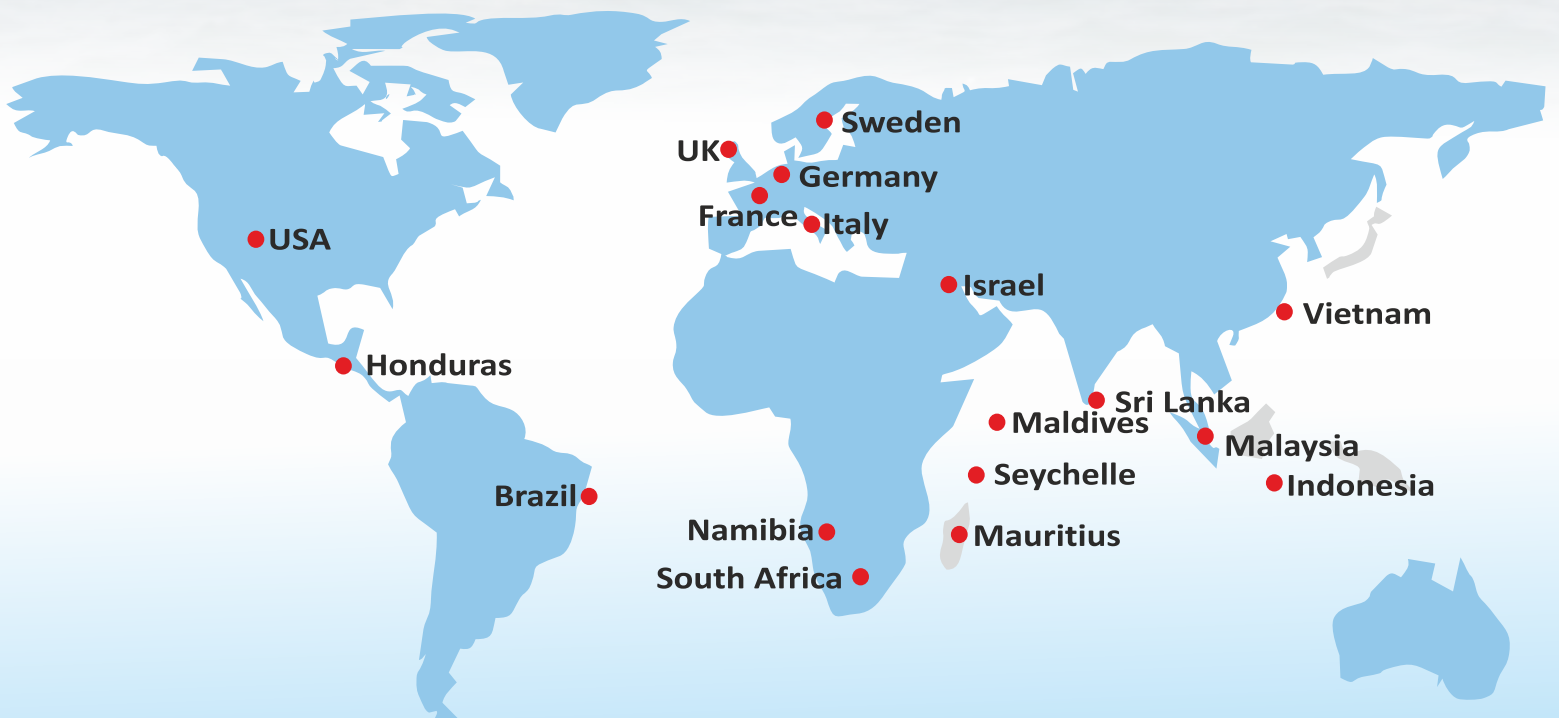 Sweden
UK
Germany
France
Italy
USA
Israel
Vietnam
Honduras
Sri Lanka
Maldives
Malaysia
Seychelle
Indonesia
Brazil
Namibia
Mauritius
South Africa